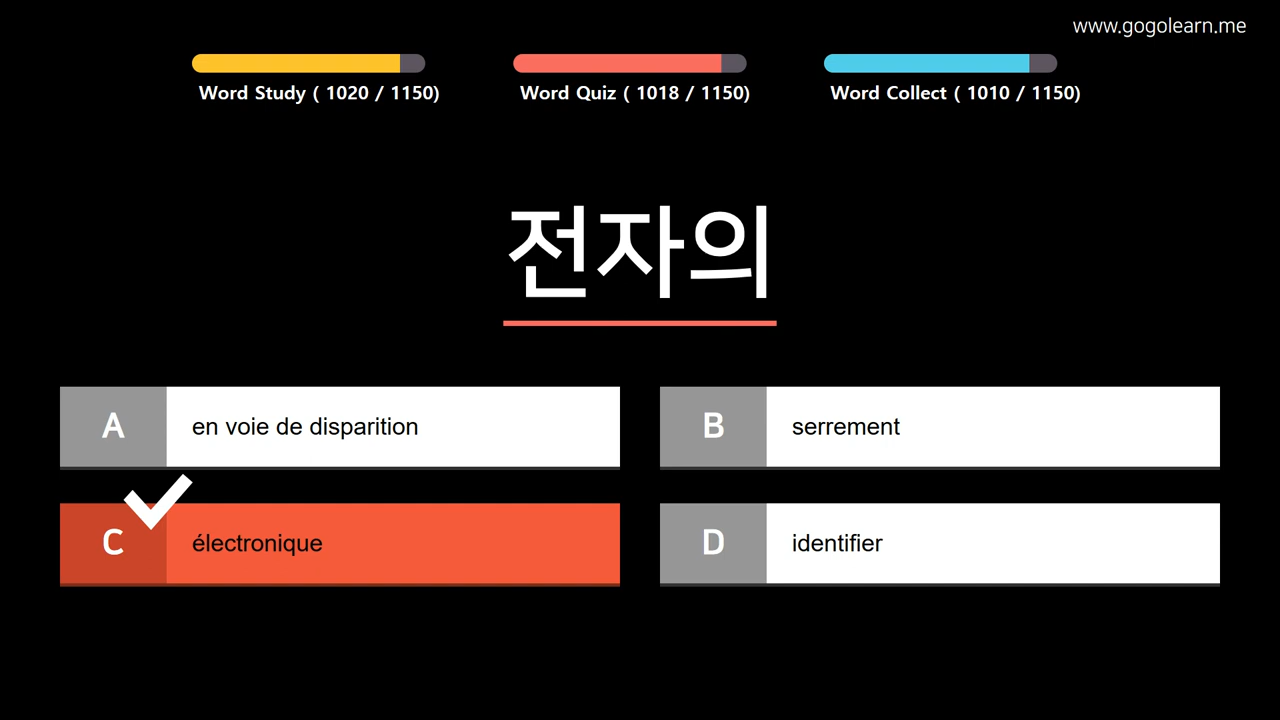 www.gogolearn.me
Word Study ( 1020 / 1150)
Word Quiz ( 1018 / 1150)
Word Collect ( 1010 / 1150)
전자의
A en voie de disparition
B serrement
C électronique
D identifier